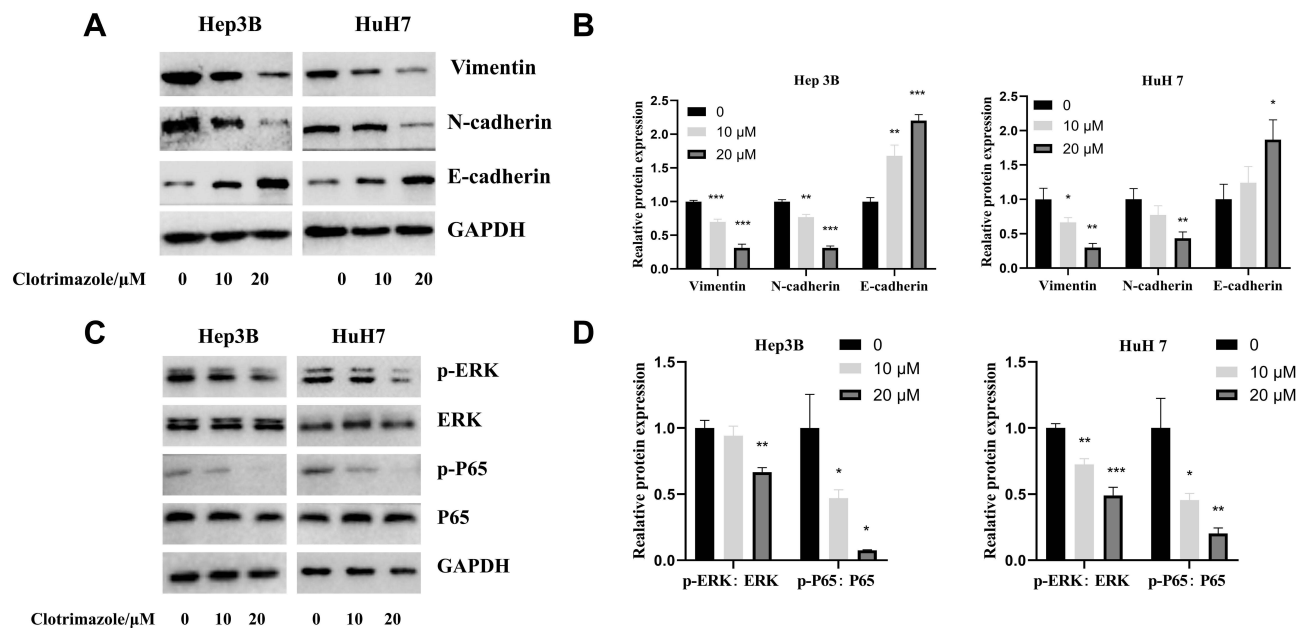 A
Hep3B HuH7
Vimentin
N-cadherin
E-cadherin
GAPDH
Clotrimazole/μM 0 10 20 0 10 20
B
Hep 3B
Realative protein expression
2.5
2.0
1.5
1.0
0.5
0.0
0
10 μM
20 μM
*** *** ** *** ** ***
Vimentin N-cadherin E-cadherin
HuH 7
Realative protein expression
2.5
2.0
1.5
1.0
0.5
0.0
0
10 μM
20 μM
* ** ** *
Vimentin N-cadherin E-cadherin
C
Hep3B HuH7
p-ERK
ERK
p-P65
P65
GAPDH
Clotrimazole/μM 0 10 20 0 10 20
D
Hep3B
Realative protein expression
1.5
1.0
0.5
0.0
0
10 μM
20 μM
** * *
p-ERK: ERK p-P65: P65
HuH 7
Realative protein expression
1.5
1.0
0.5
0.0
0
10 μM
20 μM
** *** * **
p-ERK: ERK p-P65: P65